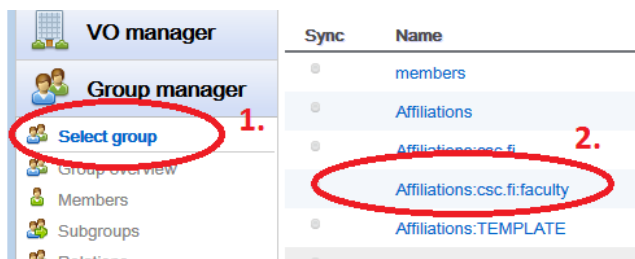 VO manager
Group manager
1.
Select group
Group overview
Members
Subgroups
Relations
Sync Name
members
Affiliations
Affiliations:csc.fi
2.
Affiliations:csc.fi:faculty
Affiliations:TEMPLATE